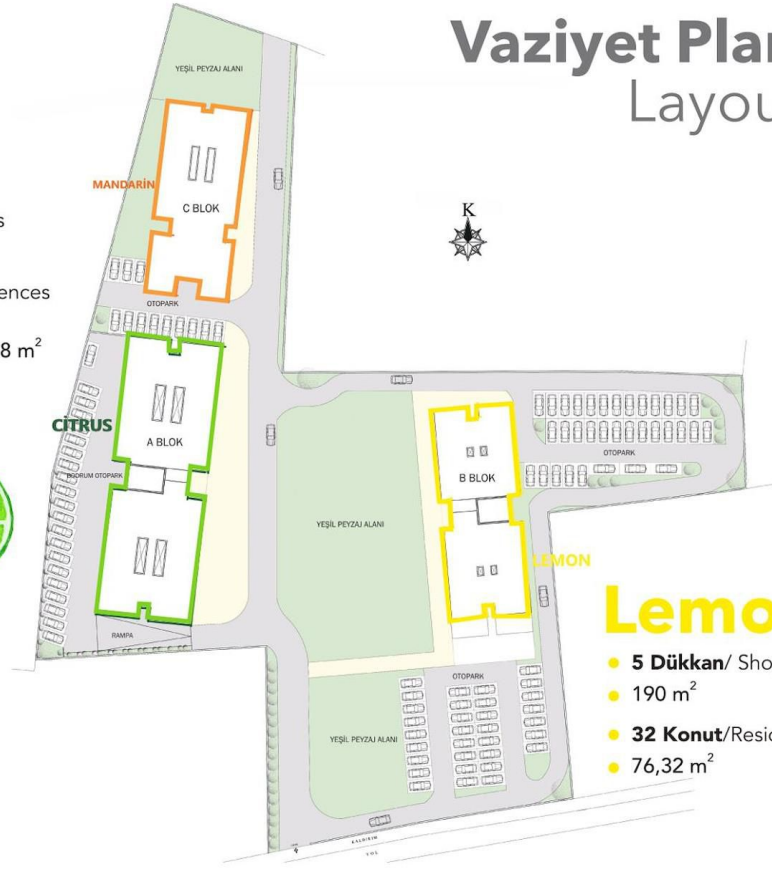 Vaziyet Plan
Layou
YEŞİL PEYZAJ ALANI
MANDARİN
C BLOK
K
s
ences
8 m²
OTOPARK
CİTRUS
A BLOK
BODRUM OTOPARK
B BLOK
OTOPARK
YEŞİL PEYZAJ ALANI
LEMON
RAMPA
Lemo
5 Dükkan/ Sho
190 m²
32 Konut/Resid
76,32 m²
OTOPARK
YEŞİL PEYZAJ ALANI
KALDIRIM
YOL